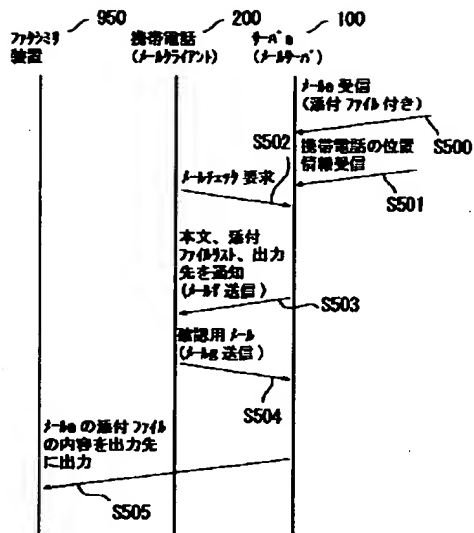 950
ファクシミリ
装置
200
携帯電話
(メールクライアント)
100
サーバa
(メールサーバ)
メールe 受信
(添付 ファイル 付き)
S500
携帯電話の位置
情報受信
S501
S502
メールチェック 要求
本文、添付
ファイルリスト、出力
先を通知
(メールf 送信)
S503
確認用 メール
(メールg 送信)
S504
メールe の添付 ファイル
の内容を出力先
に出力
S505